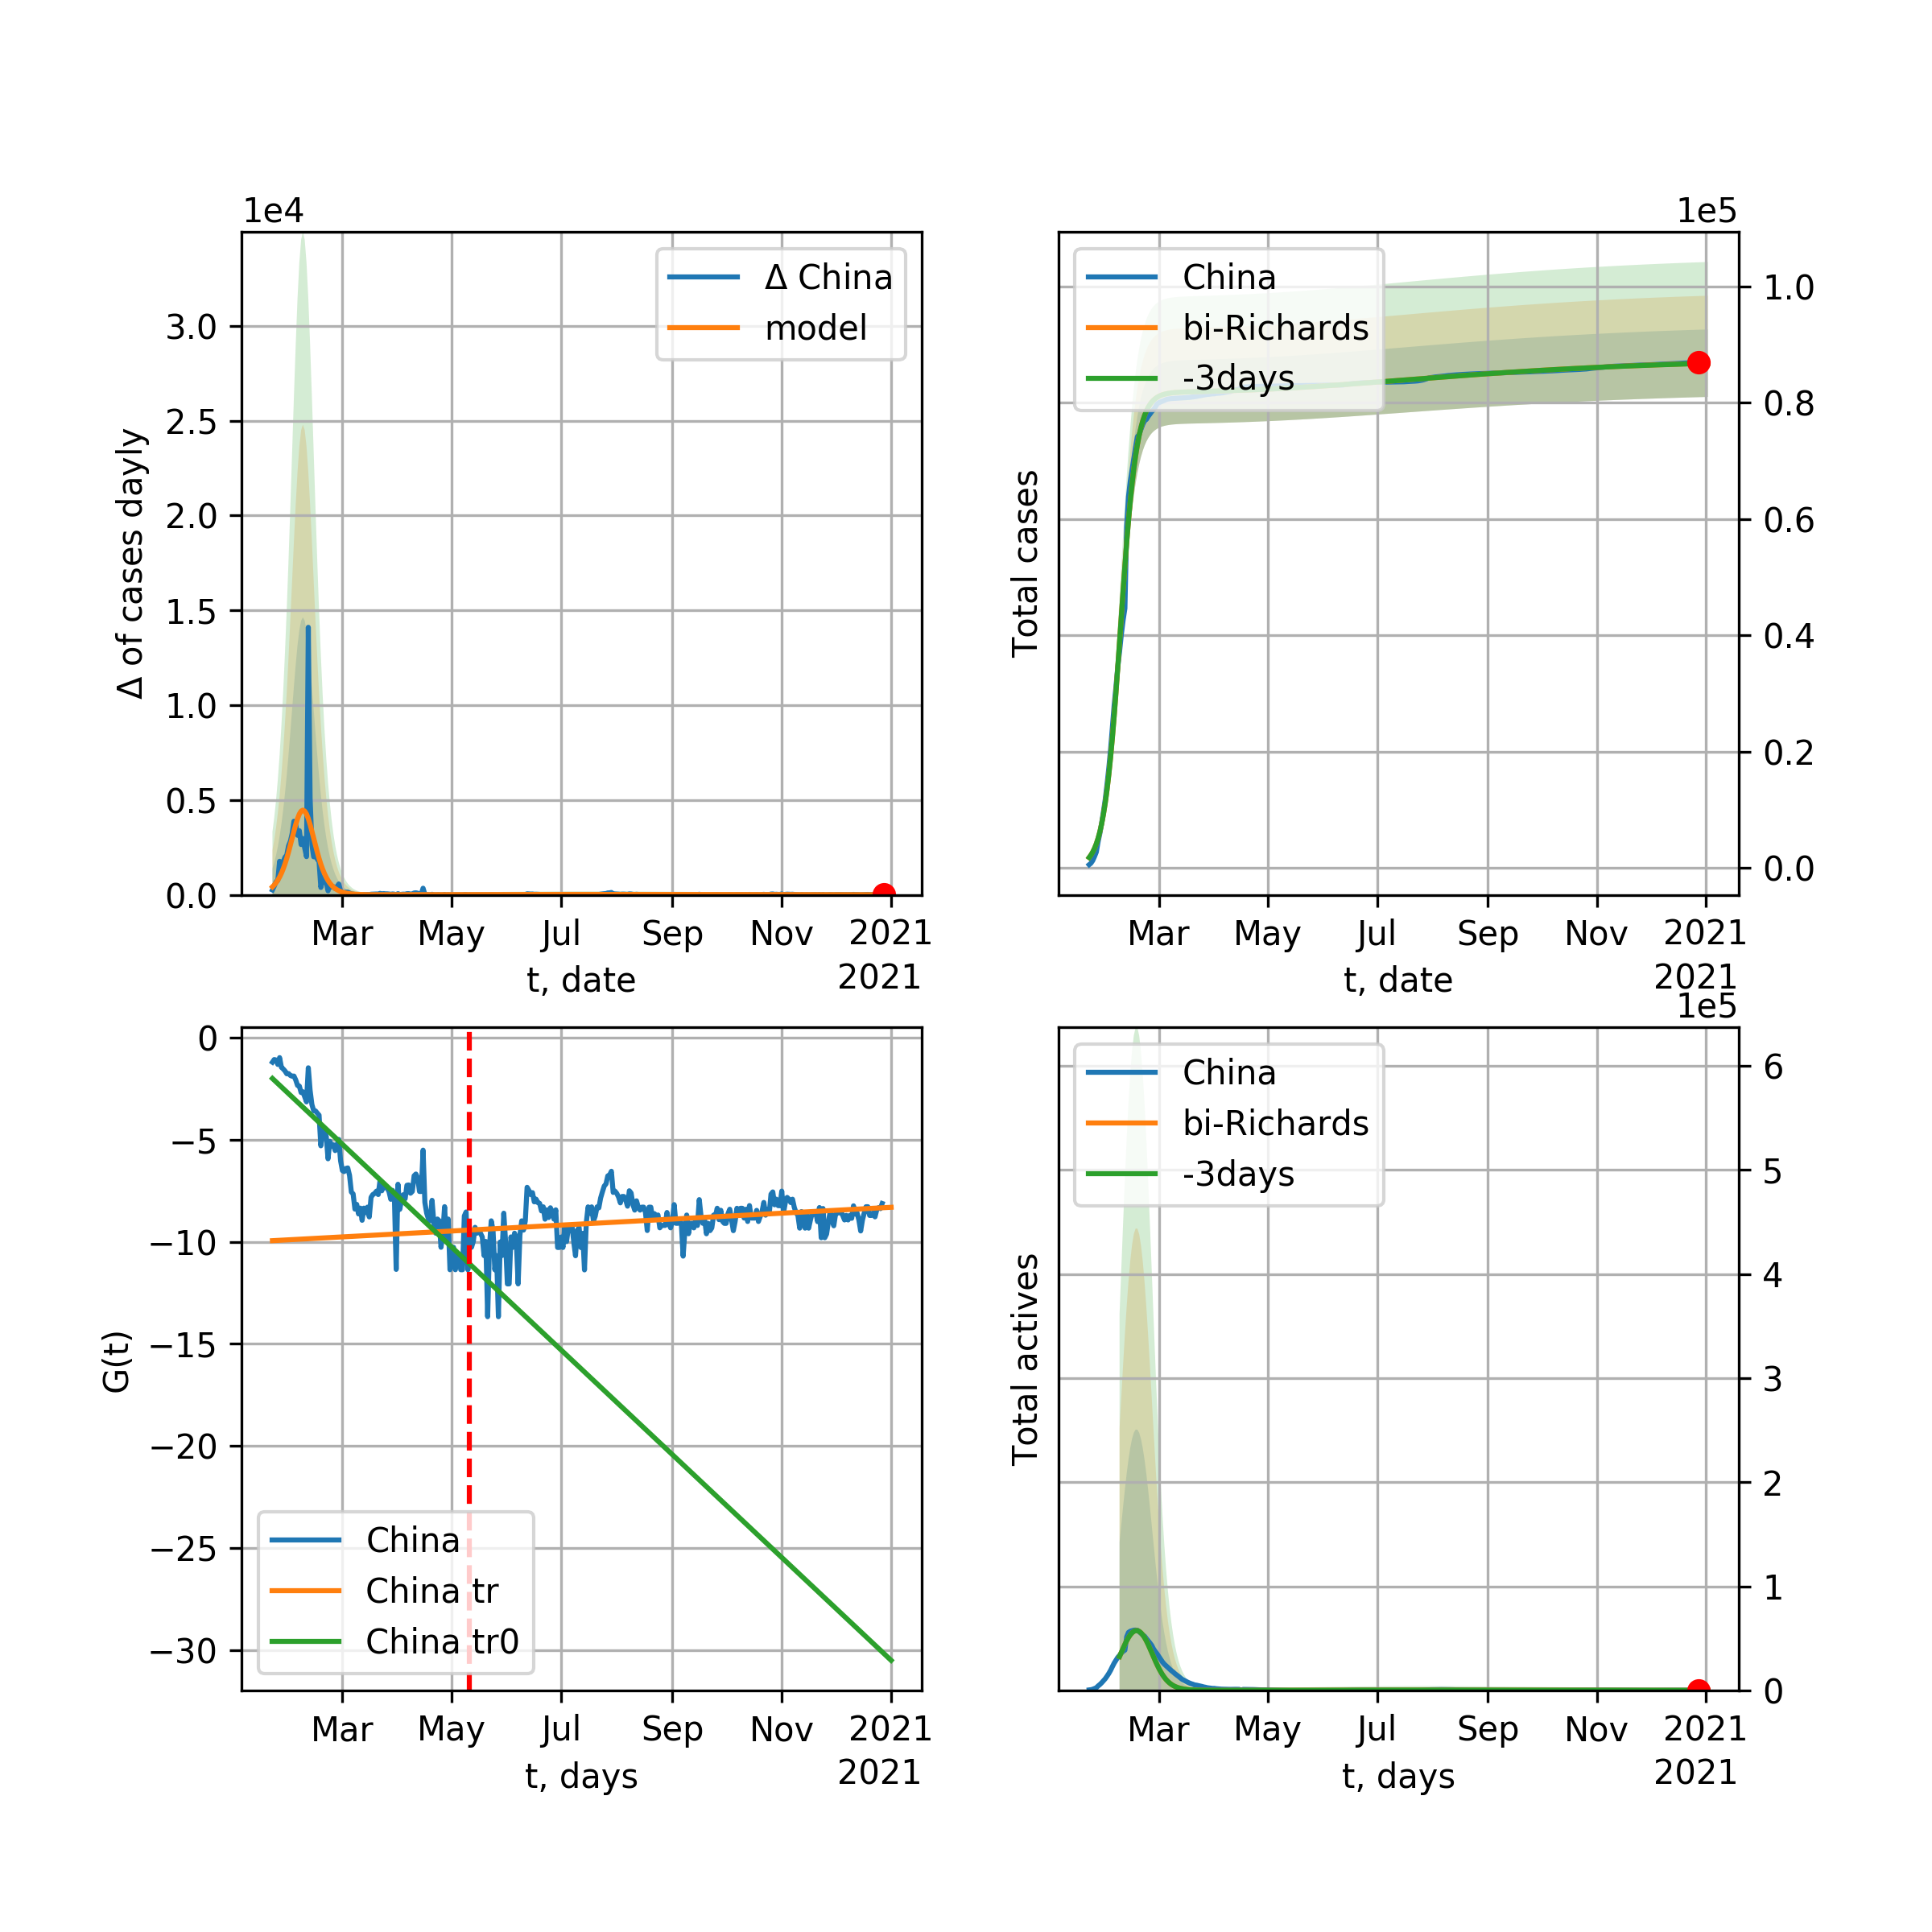 1e4
Δ of cases dayly
3.0
2.5
2.0
1.5
1.0
0.5
0.0
Δ China
model
Mar May Jul Sep Nov 2021
2021
t, date
1e5
Total cases
China
bi-Richards
-3days
1.0
0.8
0.6
0.4
0.2
0.0
Mar May Jul Sep Nov 2021
2021
t, date
G(t)
0
−5
−10
−15
−20
−25
−30
China
China tr
China tr0
Mar May Jul Sep Nov 2021
2021
t, days
1e5
Total actives
China
bi-Richards
-3days
6
5
4
3
2
1
0
Mar May Jul Sep Nov 2021
2021
t, days